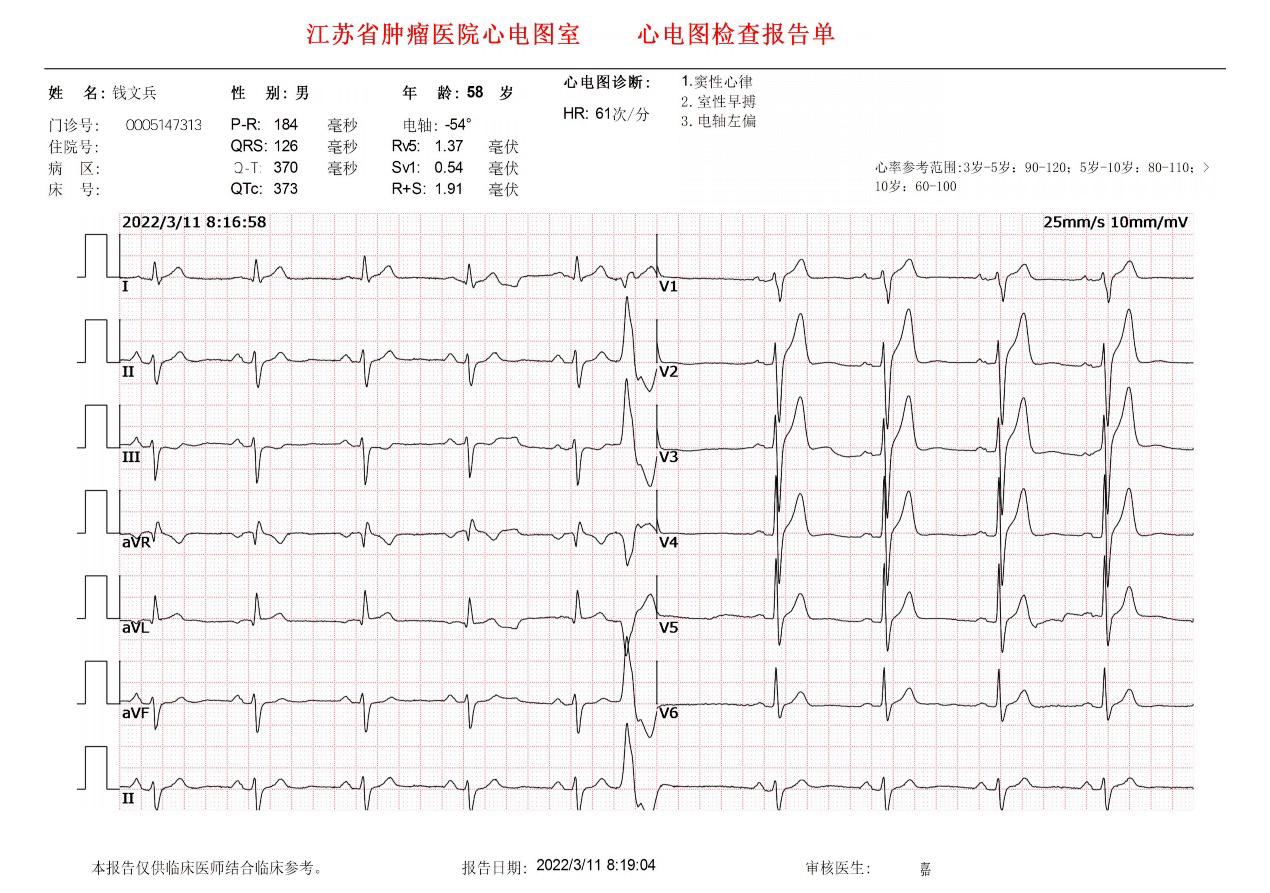 江苏省肿瘤医院心电图室 心电图检查报告单
姓 名: 钱文兵 性 别: 男 年 龄: 58 岁 心电图诊断: 1.窦性心律
2. 室性早搏
HR: 61次/分
3. 电轴左偏
门诊号: 0005147313 P-R: 184 毫秒 电轴: -54°
住院号: QRS: 126 毫秒 Rv5: 1.37 毫伏
病 区: Q-T: 370 毫秒 Sv1: 0.54 毫伏
床 号: QTc: 373 R+S: 1.91 毫伏
心率参考范围:3岁-5岁: 90-120; 5岁-10岁: 80-110; >
10岁: 60-100
2022/3/11 8:16:58 25mm/s 10mm/mV
I V1
II V2
III V3
aVR V4
aVL V5
aVF V6
II
本报告仅供临床医师结合临床参考。 报告日期: 2022/3/11 8:19:04 审核医生: 嘉